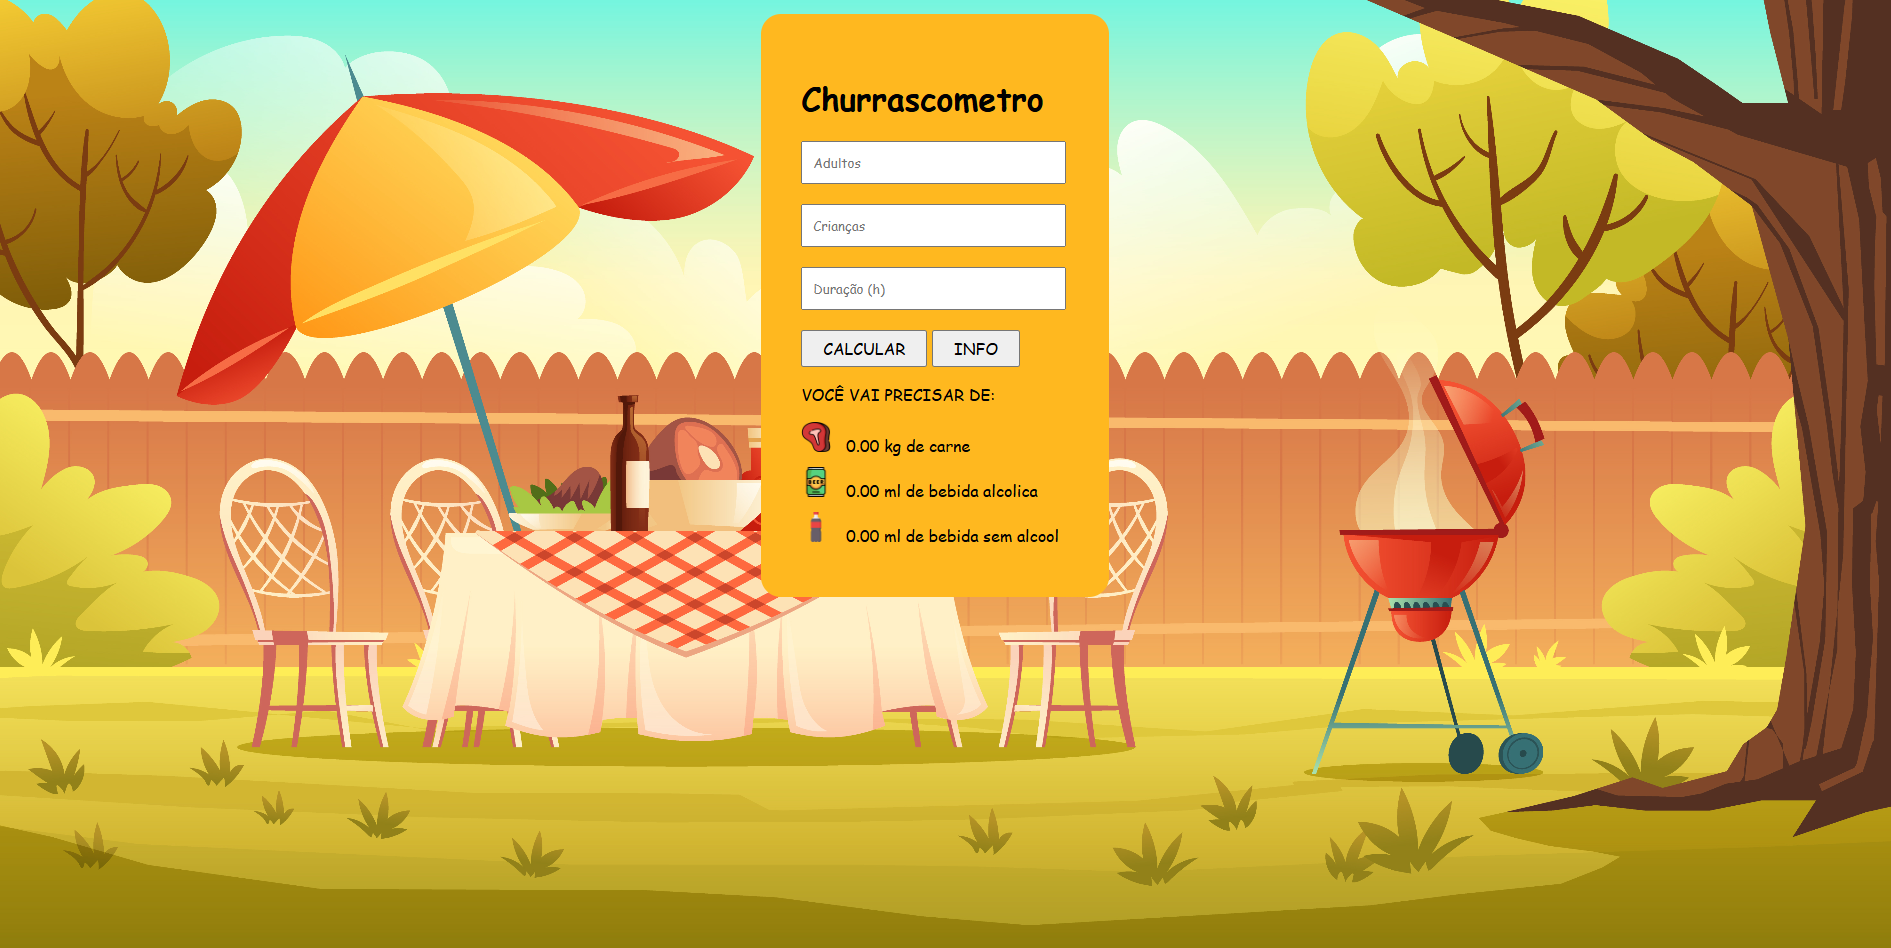 Churrascometro
Adultos
Crianças
Duração (h)
CALCULAR INFO
VOCÊ VAI PRECISAR DE:
0.00 kg de carne
0.00 ml de bebida alcolica
0.00 ml de bebida sem alcool